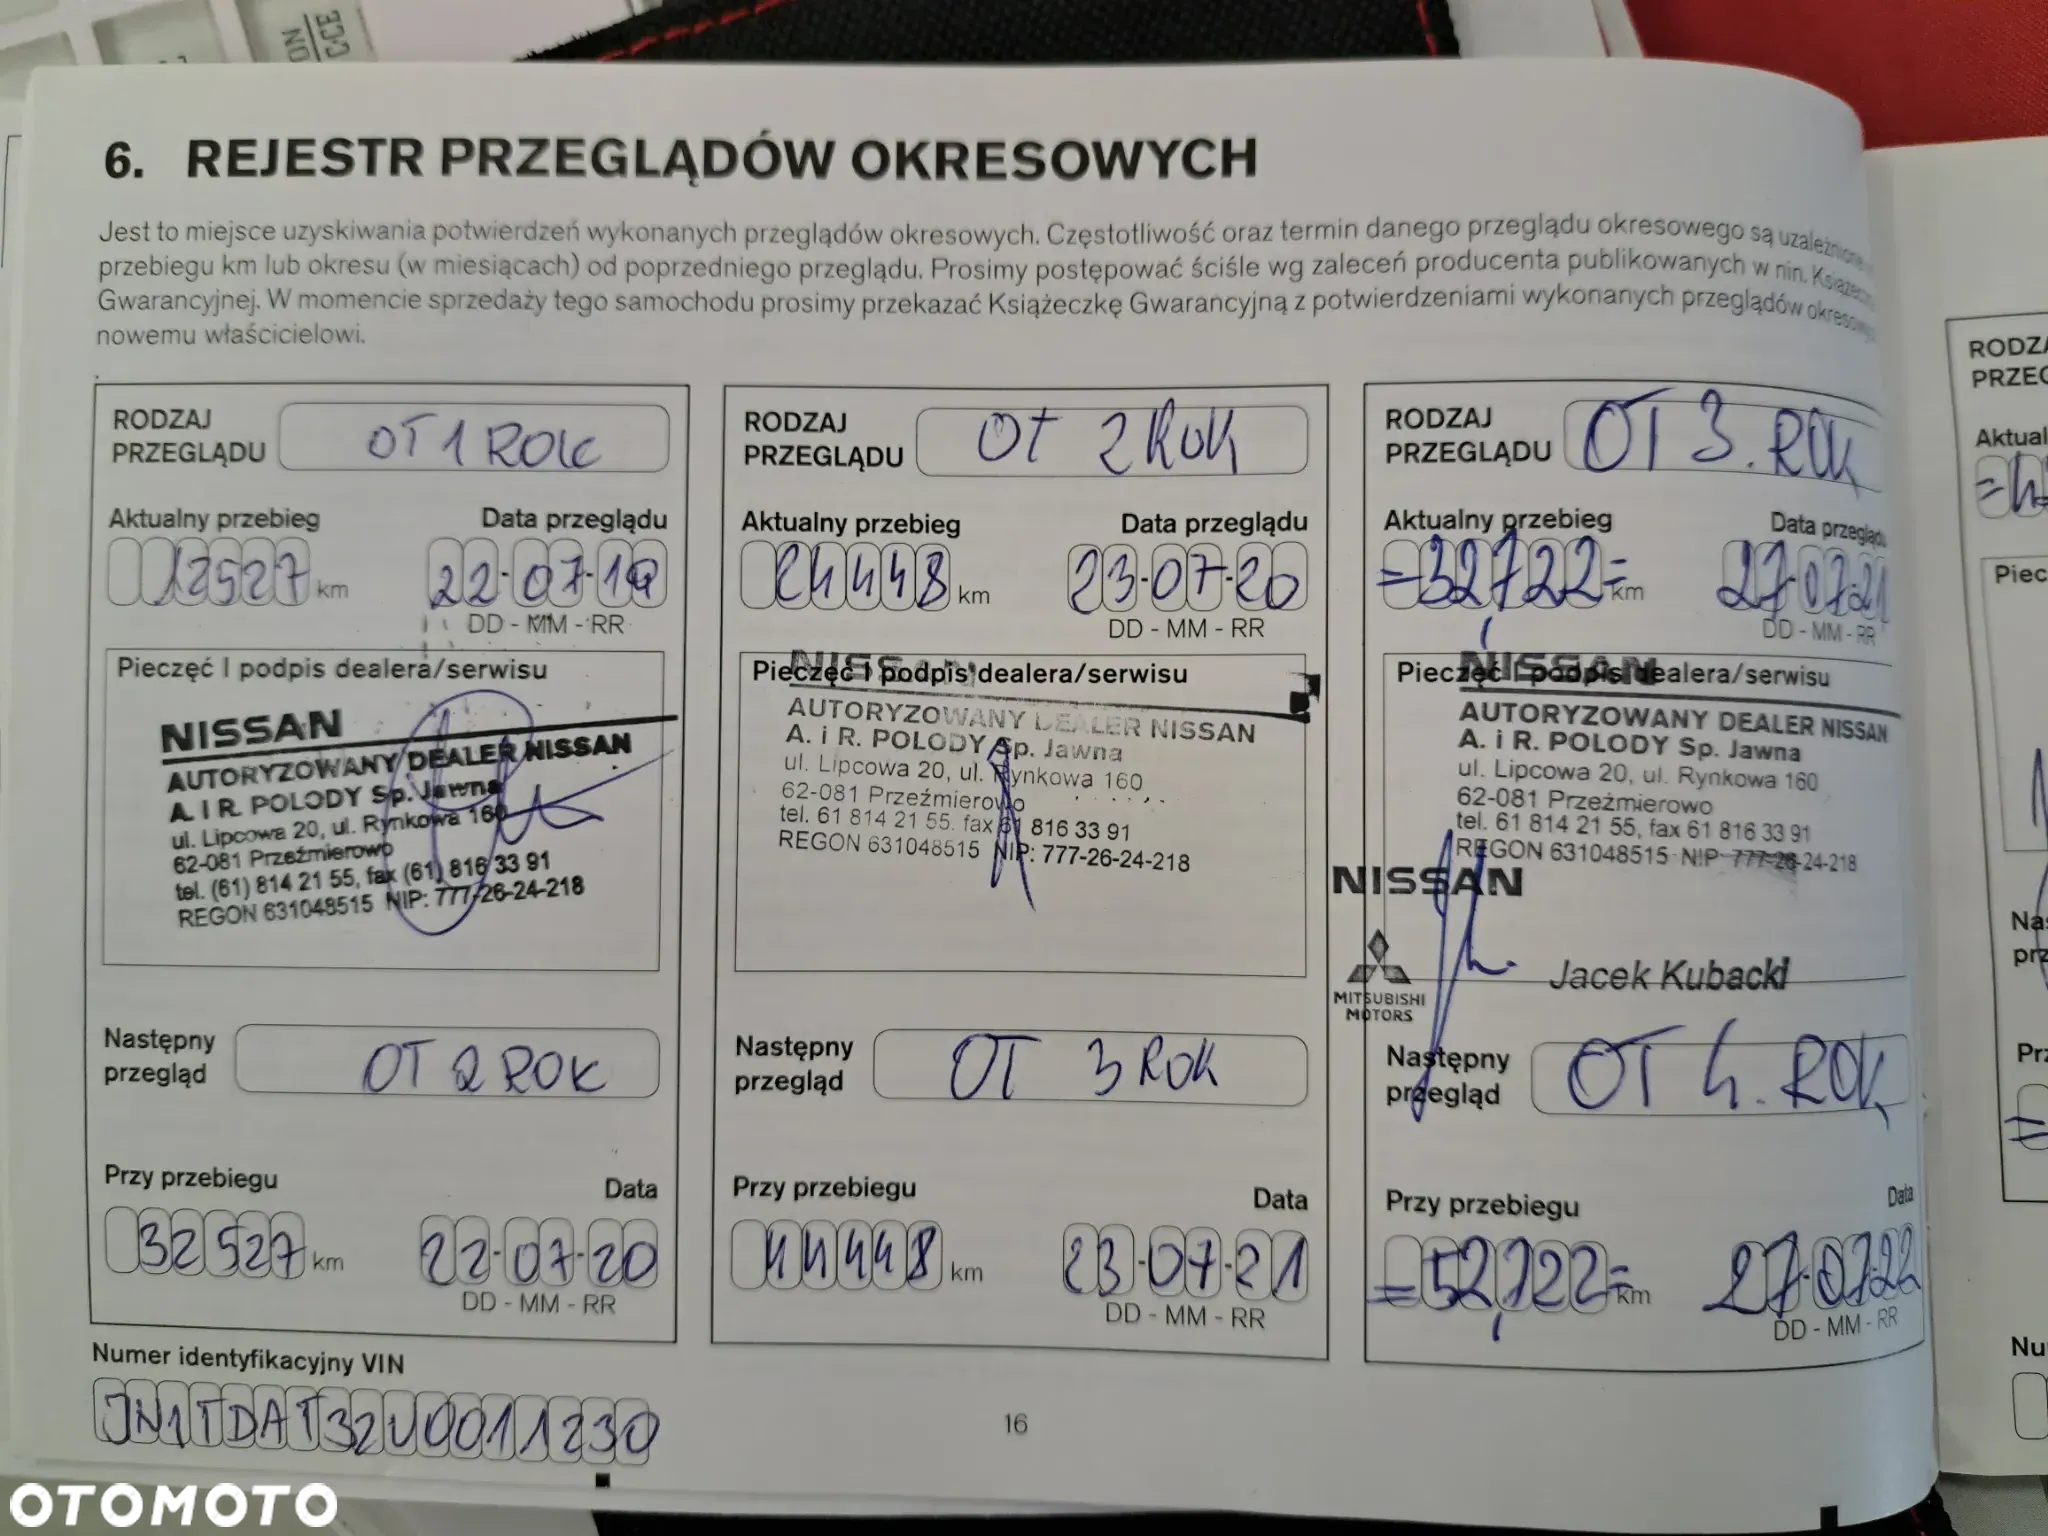 6. REJESTR PRZEGLĄDÓW OKRESOWYCH
Jest to miejsce uzyskiwania potwierdzeń wykonanych przeglądów okresowych. Częstotliwość oraz termin danego przeglądu okresowego są uzależnione
przebiegu km lub okresu (w miesiącach) od poprzedniego przeglądu. Prosimy postępować ściśle wg zaleceń producenta publikowanych w nin.
Gwarancyjnej. W momencie sprzedaży tego samochodu prosimy przekazać Książeczkę Gwarancyjną z potwierdzeniami wykonanych przeglądów
nowemu właścicielowi.
RODZAJ
PRZEGLĄDU
OT 1 ROK
Aktualny przebieg
Data przeglądu
12527 km
22-07-19
DD - MM - RR
Pieczęć I podpis dealera/serwisu
NISSAN
AUTORYZOWANY DEALER NISSAN
A. I R. POLODY Sp. Jawna
ul. Lipcowa 20, ul. Rynkowa 160
62-081 Przeźmierowo
tel. (61) 814 21 55, fax (61) 816 33 91
REGON 631048515 NIP: 777-26-24-218
Następny
przegląd
OT 2 ROK
Przy przebiegu
Data
32527 km
22-07-20
DD - MM - RR
RODZAJ
PRZEGLĄDU
OT 2 ROK
Aktualny przebieg
Data przeglądu
24448 km
23-07-20
DD - MM - RR
NISSAN
Pieczęć I podpis dealera/serwisu
AUTORYZOWANY DEALER NISSAN
A. i R. POLODY Sp. Jawna
ul. Lipcowa 20, ul. Rynkowa 160
62-081 Przeźmierowo
tel. 61 814 21 55. fax 61 816 33 91
REGON 631048515 NIP: 777-26-24-218
Następny
przegląd
OT 3 ROK
Przy przebiegu
Data
44448 km
23-07-21
DD - MM - RR
RODZAJ
PRZEGLĄDU
OT 3. ROK
Aktualny przebieg
Data przeglądu
=32722= km
27-07-21
DD - MM - RR
NISSAN
Pieczęć I podpis dealera/serwisu
AUTORYZOWANY DEALER NISSAN
A. i R. POLODY Sp. Jawna
ul. Lipcowa 20, ul. Rynkowa 160
62-081 Przeźmierowo
tel. 61 814 21 55, fax 61 816 33 91
REGON 631048515 NIP 777-26-24-218
NISSAN
MITSUBISHI
MOTORS
Jacek Kubacki
Następny
przegląd
OT 4. ROK
Przy przebiegu
Data
=52722= km
27-07-22
DD - MM - RR
Numer identyfikacyjny VIN
JN1TDAT32U0011230
16
OTOMOTO